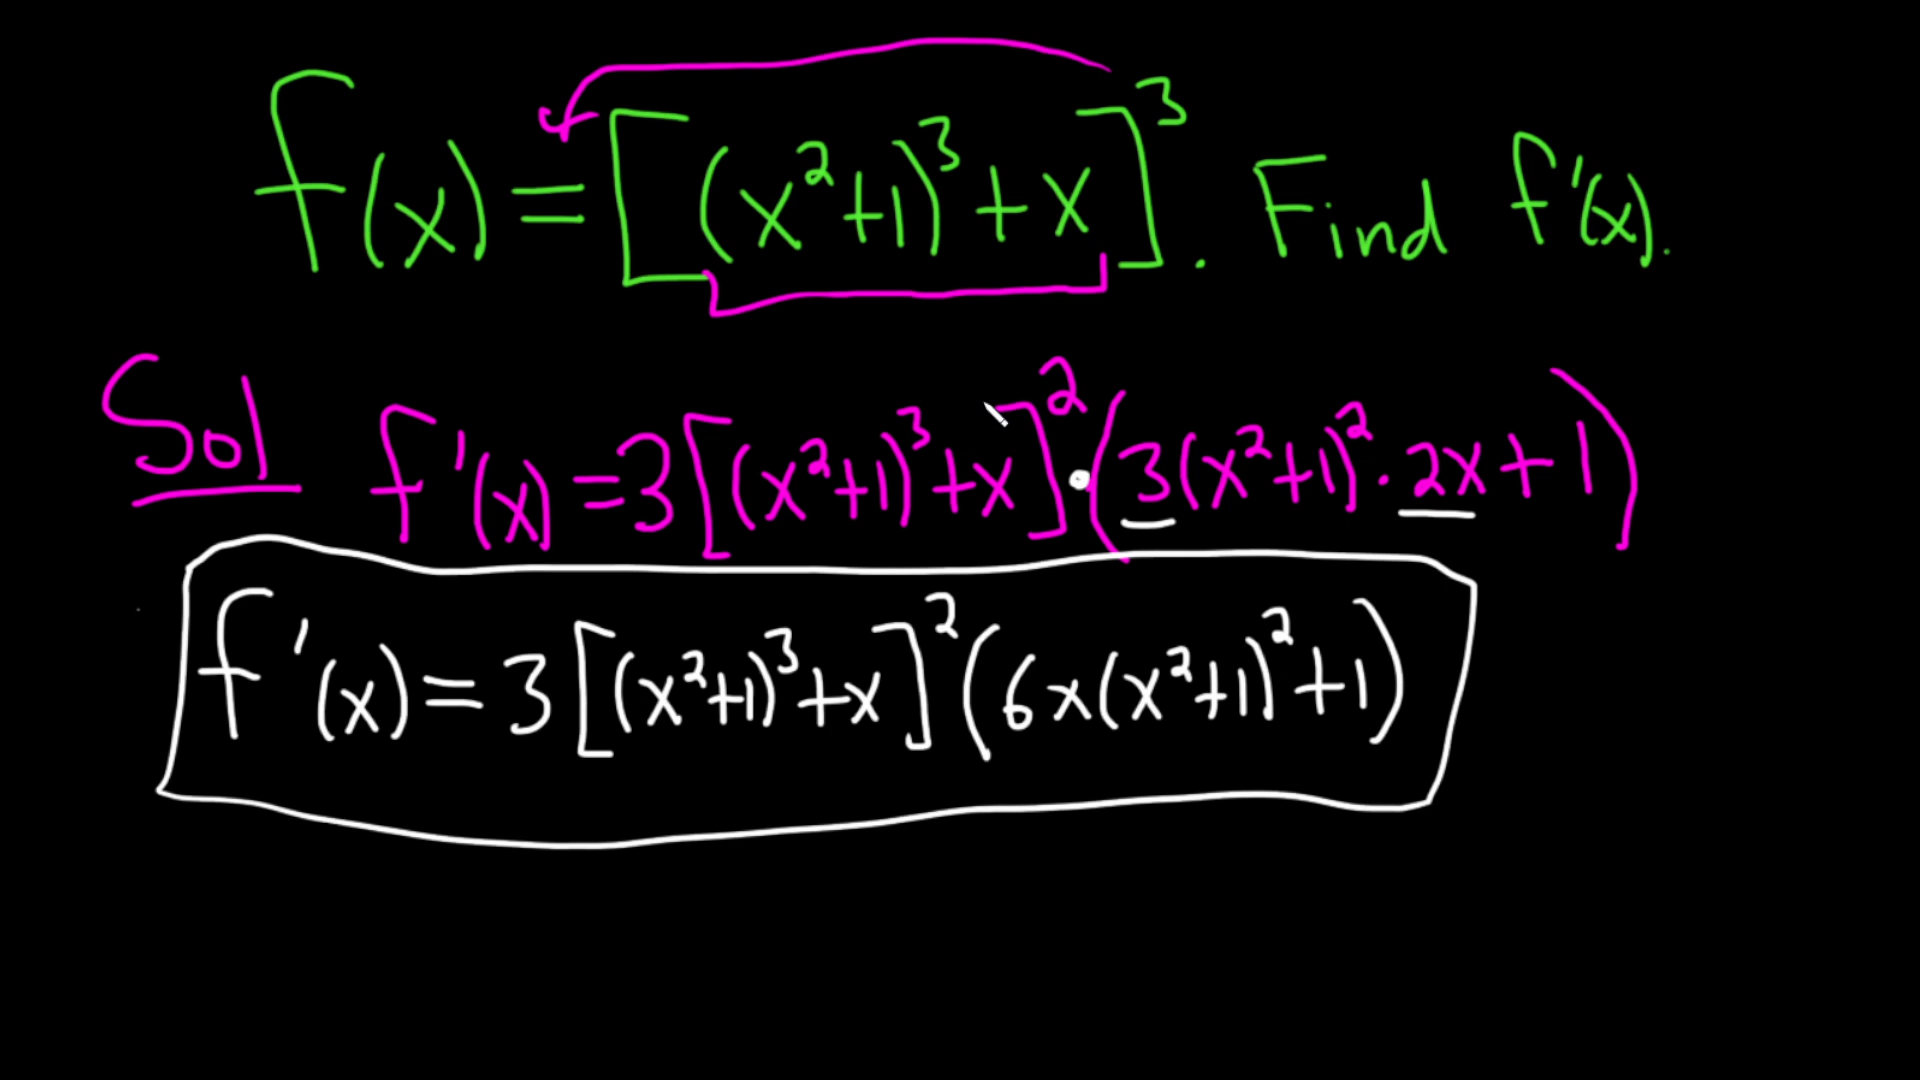 f(x) = [(x²+1)³+x]³. Find f'(x).
Sol f'(x) = 3[(x²+1)³+x]²·(3(x²+1)²·2x+1)
f'(x) = 3[(x²+1)³+x]²(6x(x²+1)²+1)